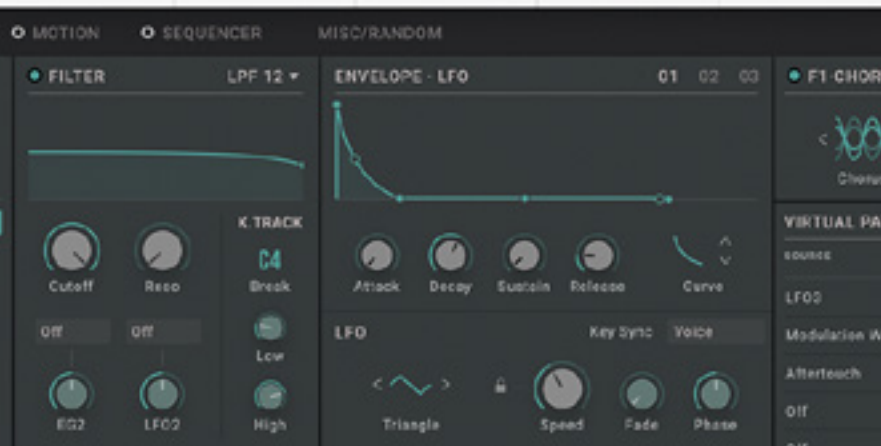 MOTION SEQUENCER MISC/RANDOM
FILTER LPF 12
ENVELOPE · LFO 01 02 03
F1 CHOR
Chorus
K.TRACK
C4
Break
Cutoff Reso
Attack Decay Sustain Release Curve
VIRTUAL PA
source
LFO3
Modulation W
Aftertouch
Off
Off Off
Low
High
EG2 LFO2
LFO Key Sync Voice
Triangle Speed Fade Phase